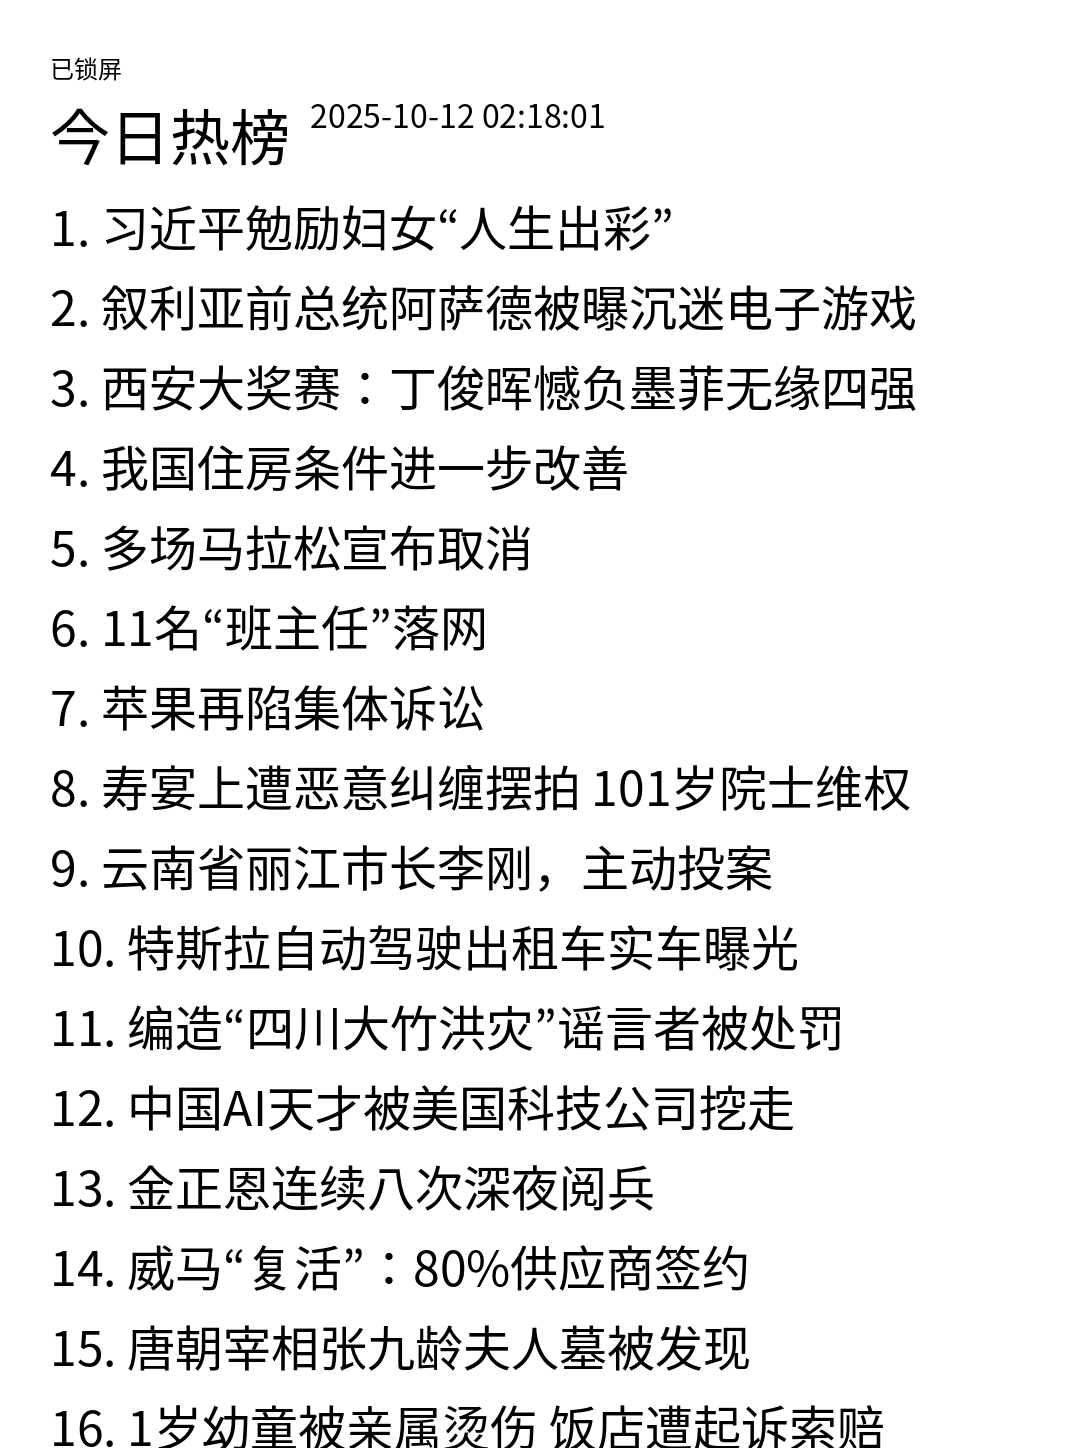 已锁屏
今日热榜 2025-10-12 02:18:01
1. 习近平勉励妇女“人生出彩”
2. 叙利亚前总统阿萨德被曝沉迷电子游戏
3. 西安大奖赛：丁俊晖憾负墨菲无缘四强
4. 我国住房条件进一步改善
5. 多场马拉松宣布取消
6. 11名“班主任”落网
7. 苹果再陷集体诉讼
8. 寿宴上遭恶意纠缠摆拍 101岁院士维权
9. 云南省丽江市长李刚，主动投案
10. 特斯拉自动驾驶出租车实车曝光
11. 编造“四川大竹洪灾”谣言者被处罚
12. 中国AI天才被美国科技公司挖走
13. 金正恩连续八次深夜阅兵
14. 威马“复活”：80%供应商签约
15. 唐朝宰相张九龄夫人墓被发现
16. 1岁幼童被亲属烫伤 饭店遭起诉索赔